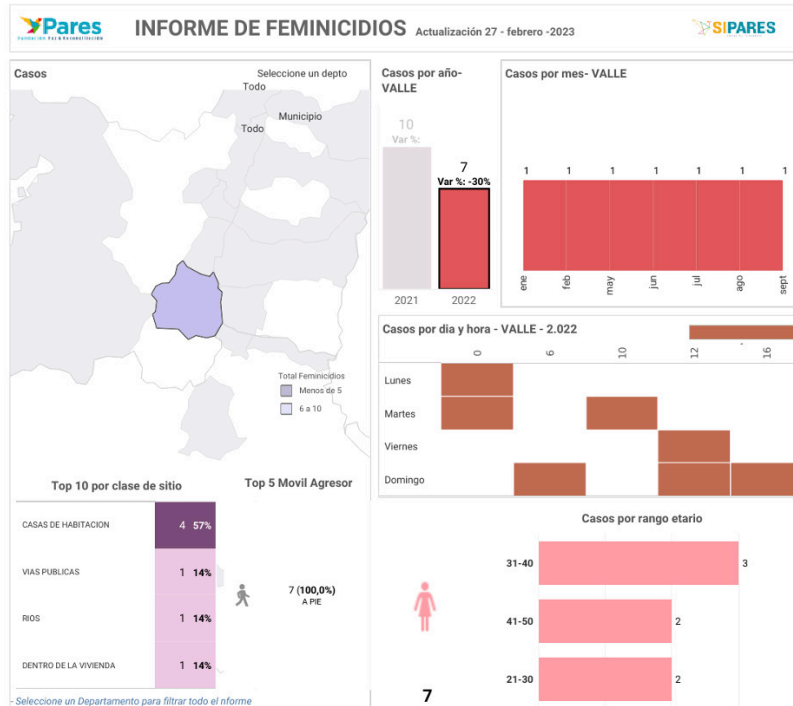 Pares
Fundación Paz & Reconciliación
INFORME DE FEMINICIDIOS Actualización 27 - febrero -2023
SIPARES
Casos
Seleccione un depto
Todo
Municipio
Todo
Total Feminicidios
Menos de 5
6 a 10
Casos por año-
VALLE
10
Var %:
7
Var %: -30%
2021 2022
Casos por mes- VALLE
1 1 1 1 1 1 1
ene feb may jun jul ago sept
Casos por dia y hora - VALLE - 2.022
0 6 10 12 16
Lunes
Martes
Viernes
Domingo
Top 10 por clase de sitio
CASAS DE HABITACION 4 57%
VIAS PUBLICAS 1 14%
RIOS 1 14%
DENTRO DE LA VIVIENDA 1 14%
Top 5 Movil Agresor
7 (100,0%)
A PIE
Casos por rango etario
31-40 3
41-50 2
21-30 2
7
- Seleccione un Departamento para filtrar todo el nforme